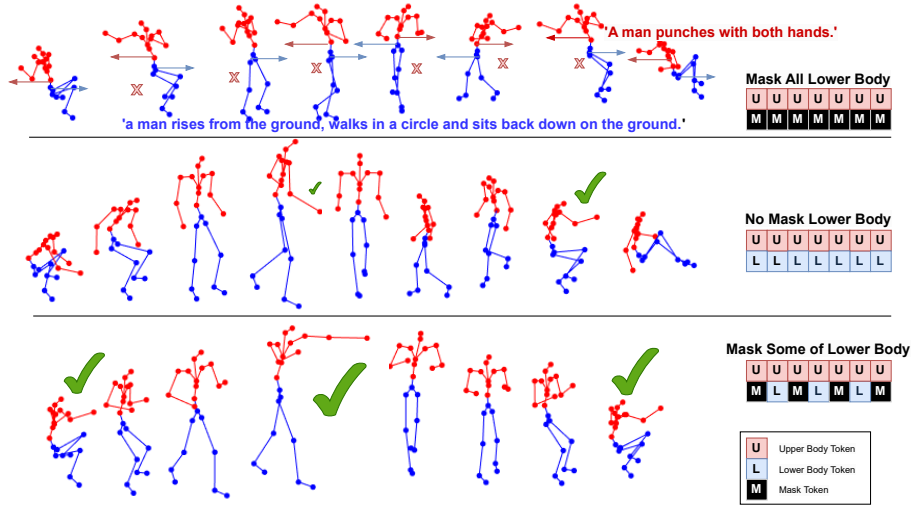 'A man punches with both hands.'
X X X X X X
'a man rises from the ground, walks in a circle and sits back down on the ground.'
Mask All Lower Body
U U U U U U U
M M M M M M M
No Mask Lower Body
U U U U U U U
L L L L L L L
Mask Some of Lower Body
U U U U U U U
M L M L M L M
U Upper Body Token
L Lower Body Token
M Mask Token